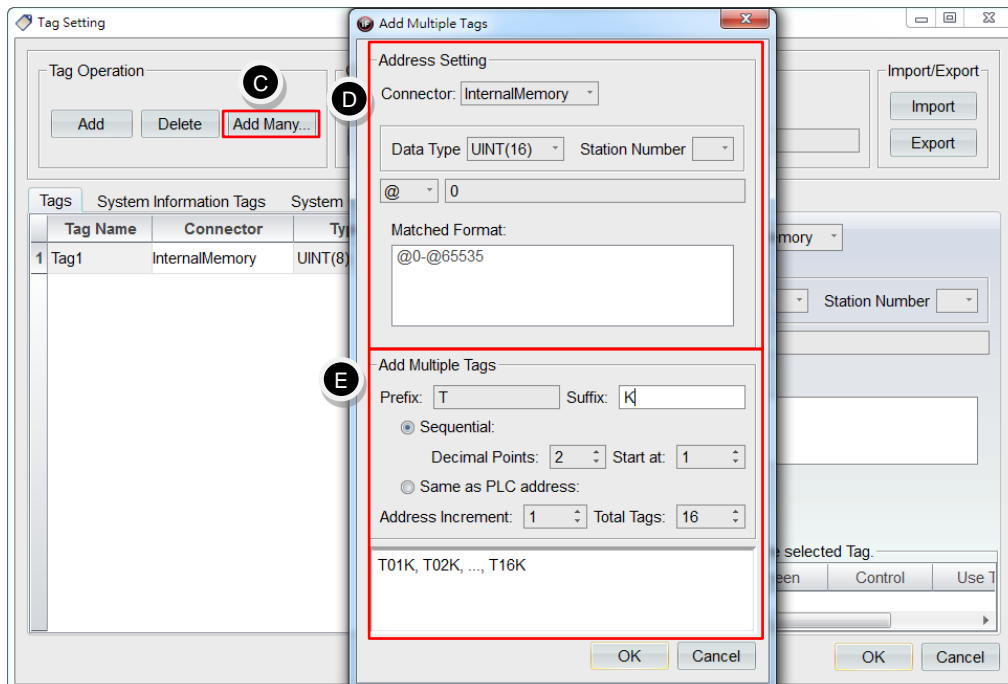 Tag Setting
Add Multiple Tags
Tag Operation
C
Add
Delete
Add Many...
D
Address Setting
Connector: InternalMemory
Data Type UINT(16) Station Number
@ 0
Matched Format:
@0-@65535
Import/Export
Import
Export
Tags System Information Tags System
Tag Name Connector
1 Tag1 InternalMemory UINT(8)
mory
Station Number
E
Add Multiple Tags
Prefix: T Suffix: K
Sequential:
Decimal Points: 2 Start at: 1
Same as PLC address:
Address Increment: 1 Total Tags: 16
T01K, T02K, ..., T16K
OK Cancel
selected Tag.
een Control Use T
OK Cancel